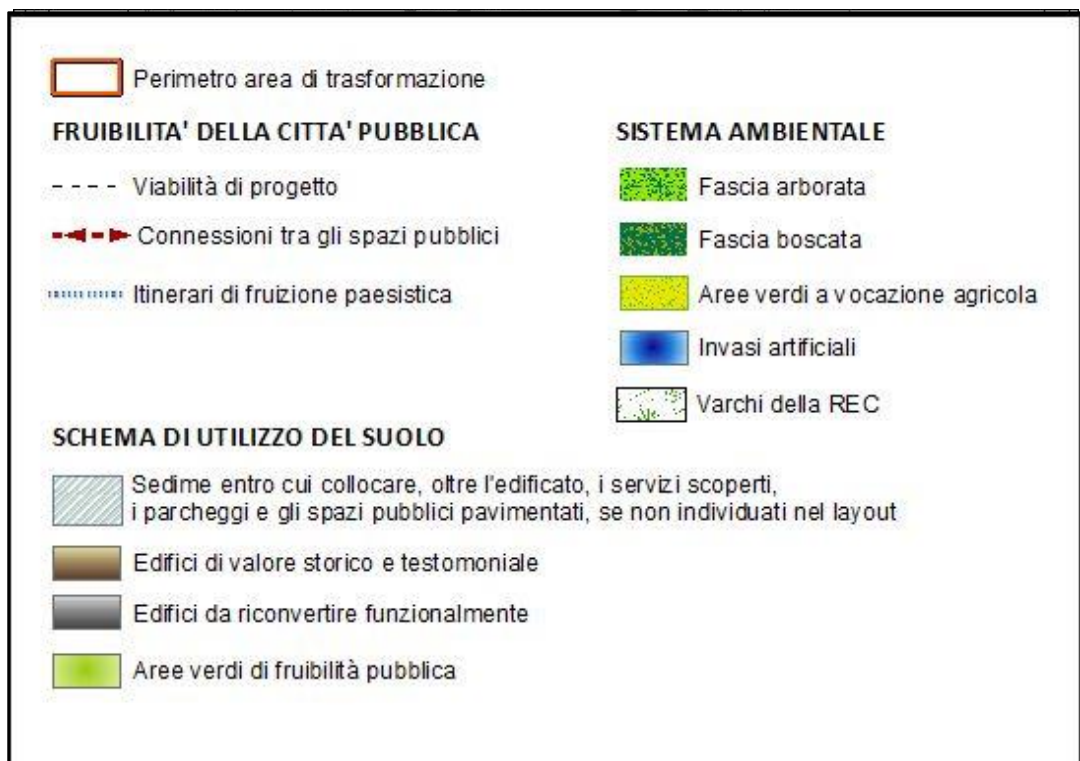 Perimetro area di trasformazione
FRUIBILITA' DELLA CITTA' PUBBLICA
Viabilità di progetto
Connessioni tra gli spazi pubblici
Itinerari di fruizione paesistica
SISTEMA AMBIENTALE
Fascia arborata
Fascia boscata
Aree verdi a vocazione agricola
Invasi artificiali
Varchi della REC
SCHEMA DI UTILIZZO DEL SUOLO
Sedime entro cui collocare, oltre l'edificato, i servizi scoperti,
i parcheggi e gli spazi pubblici pavimentati, se non individuati nel layout
Edifici di valore storico e testomoniale
Edifici da riconvertire funzionalmente
Aree verdi di fruibilità pubblica